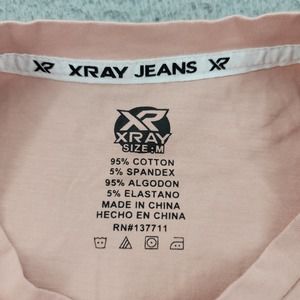 XR XRAY JEANS XR
XR
XRAY
SIZE: M
95% COTTON
5% SPANDEX
95% ALGODON
5% ELASTANO
MADE IN CHINA
HECHO EN CHINA
RN#137711